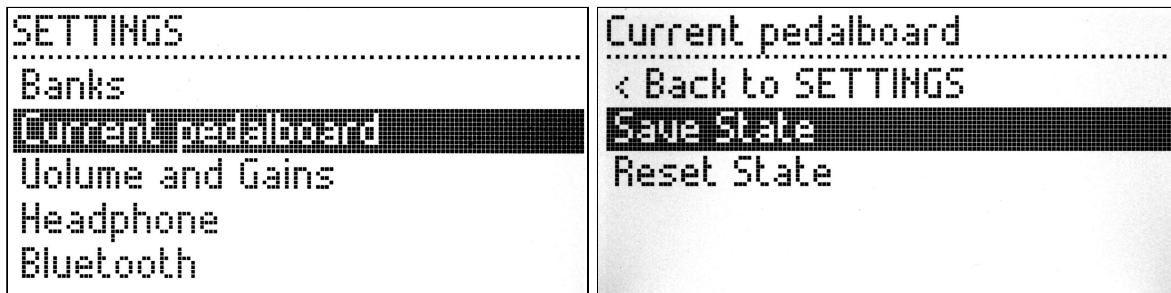 SETTINGS
Banks
Current pedalboard
Volume and Gains
Headphone
Bluetooth
Current pedalboard
< Back to SETTINGS
Save State
Reset State